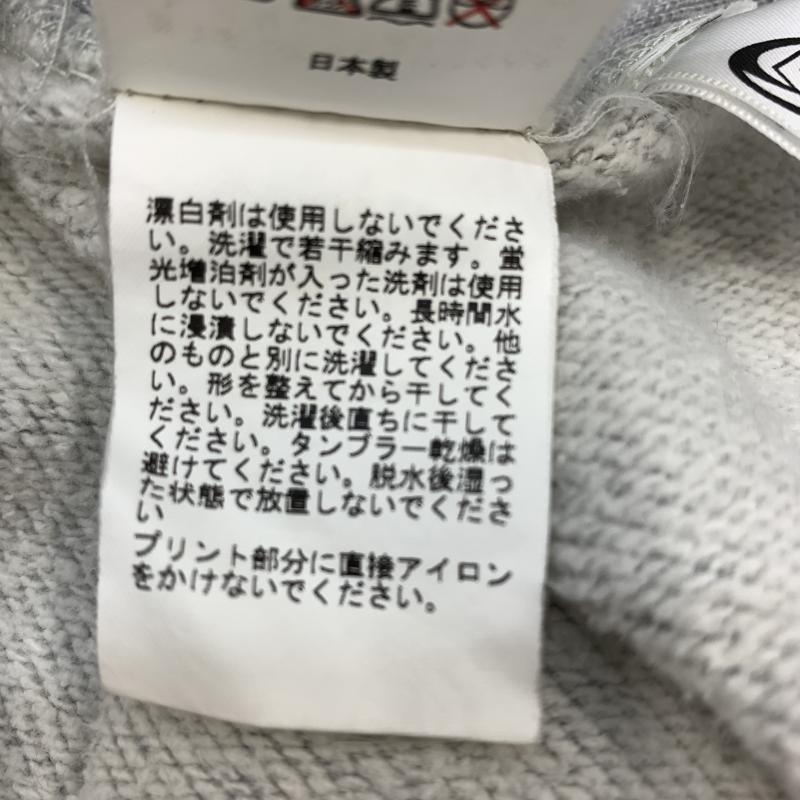 日本製
漂白剤は使用しないでくださ
い。洗濯で若干縮みます。蛍
光増泊剤が入った洗剤は使用
しないでください。長時間水
に浸漬しないでください。他
のものと別に洗濯してくださ
い。形を整えてから干してく
ださい。洗濯後直ちに干して
ください。タンブラー乾燥は
避けてください。脱水後湿っ
た状態で放置しないでくださ
い
プリント部分に直接アイロン
をかけないでください。